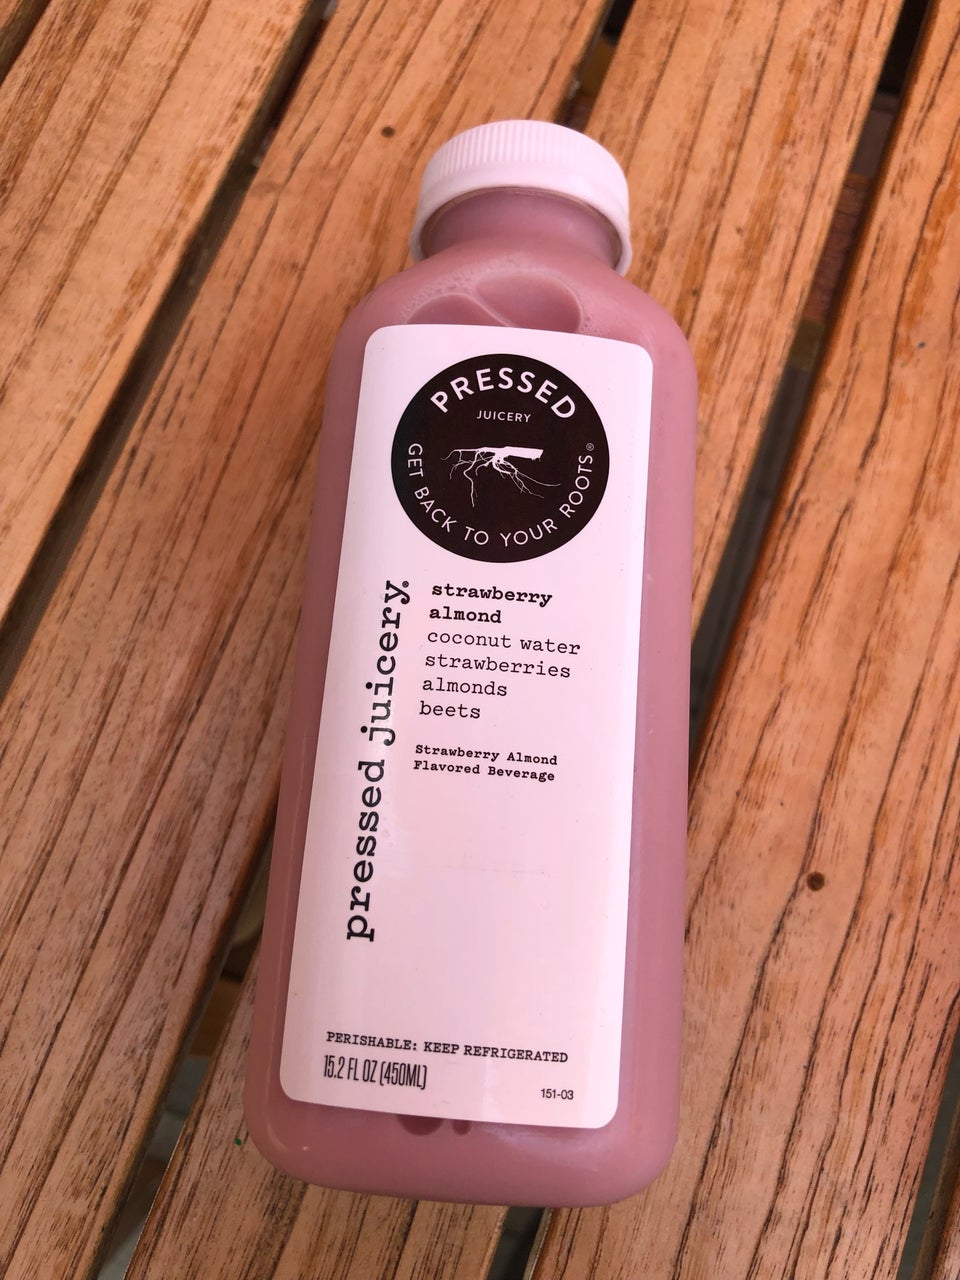 PRESSED
JUICERY
GET BACK TO YOUR ROOTS®
pressed juicery®
strawberry
almond
coconut water
strawberries
almonds
beets
Strawberry Almond
Flavored Beverage
PERISHABLE: KEEP REFRIGERATED
15.2 FL OZ (450ML)
151-03